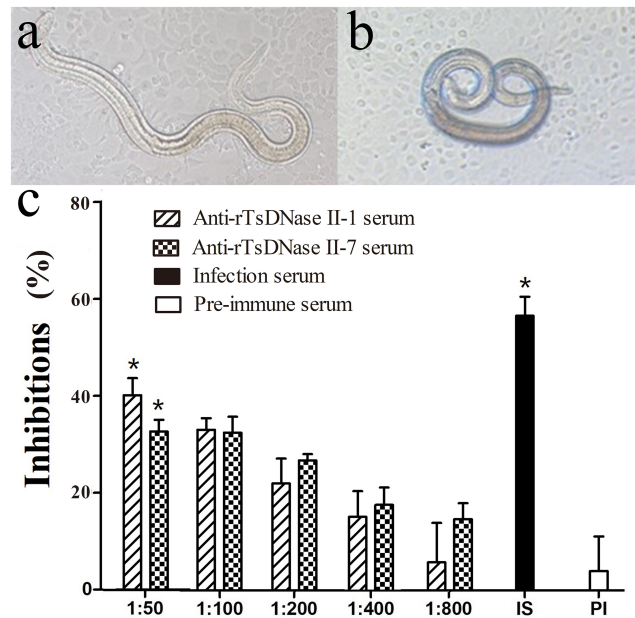 a
b
c
80
60
40
20
0
Inhibitions (%)
Anti-rTsDNase II-1 serum
Anti-rTsDNase II-7 serum
Infection serum
Pre-immune serum
*
*
*
1:50 1:100 1:200 1:400 1:800 IS PI